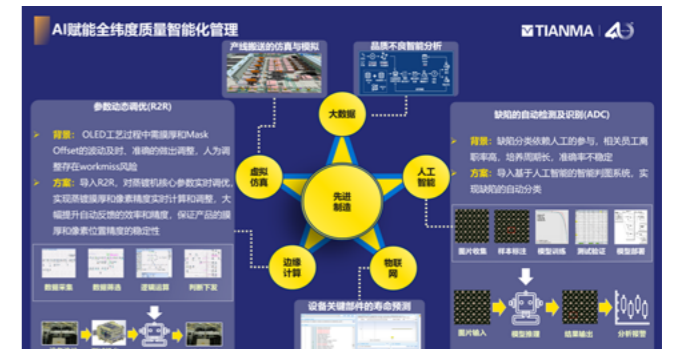 AI赋能全纬度质量智能化管理
TIANMA
产线搬送的仿真与模拟
品质不良智能分析
参数动态调优(R2R)
背景： OLED工艺过程中需膜厚和Mask
Offset的波动及时、准确的做出调整，人为调
整存在workmiss风险
方案：导入R2R，对蒸镀机核心参数实时调优，
实现蒸镀膜厚和像素精度实时计算和调整，大
幅提升自动反馈的效率和精度，保证产品的膜
厚和像素位置精度的稳定性
数据采集
数据筛选
逻辑运算
判断下发
大数据
虚拟
仿真
人工
智能
先进
制造
边缘
计算
物联
网
设备关键部件的寿命预测
缺陷的自动检测及识别(ADC)
背景：缺陷分类依赖人工的参与，相关员工离
职率高，培养周期长，准确率不稳定
方案：导入基于人工智能的智能判图系统，实
现缺陷的自动分类
图片收集
样本标注
模型训练
测试验证
模型部署
图片输入
模型推理
结果输出
分析报警